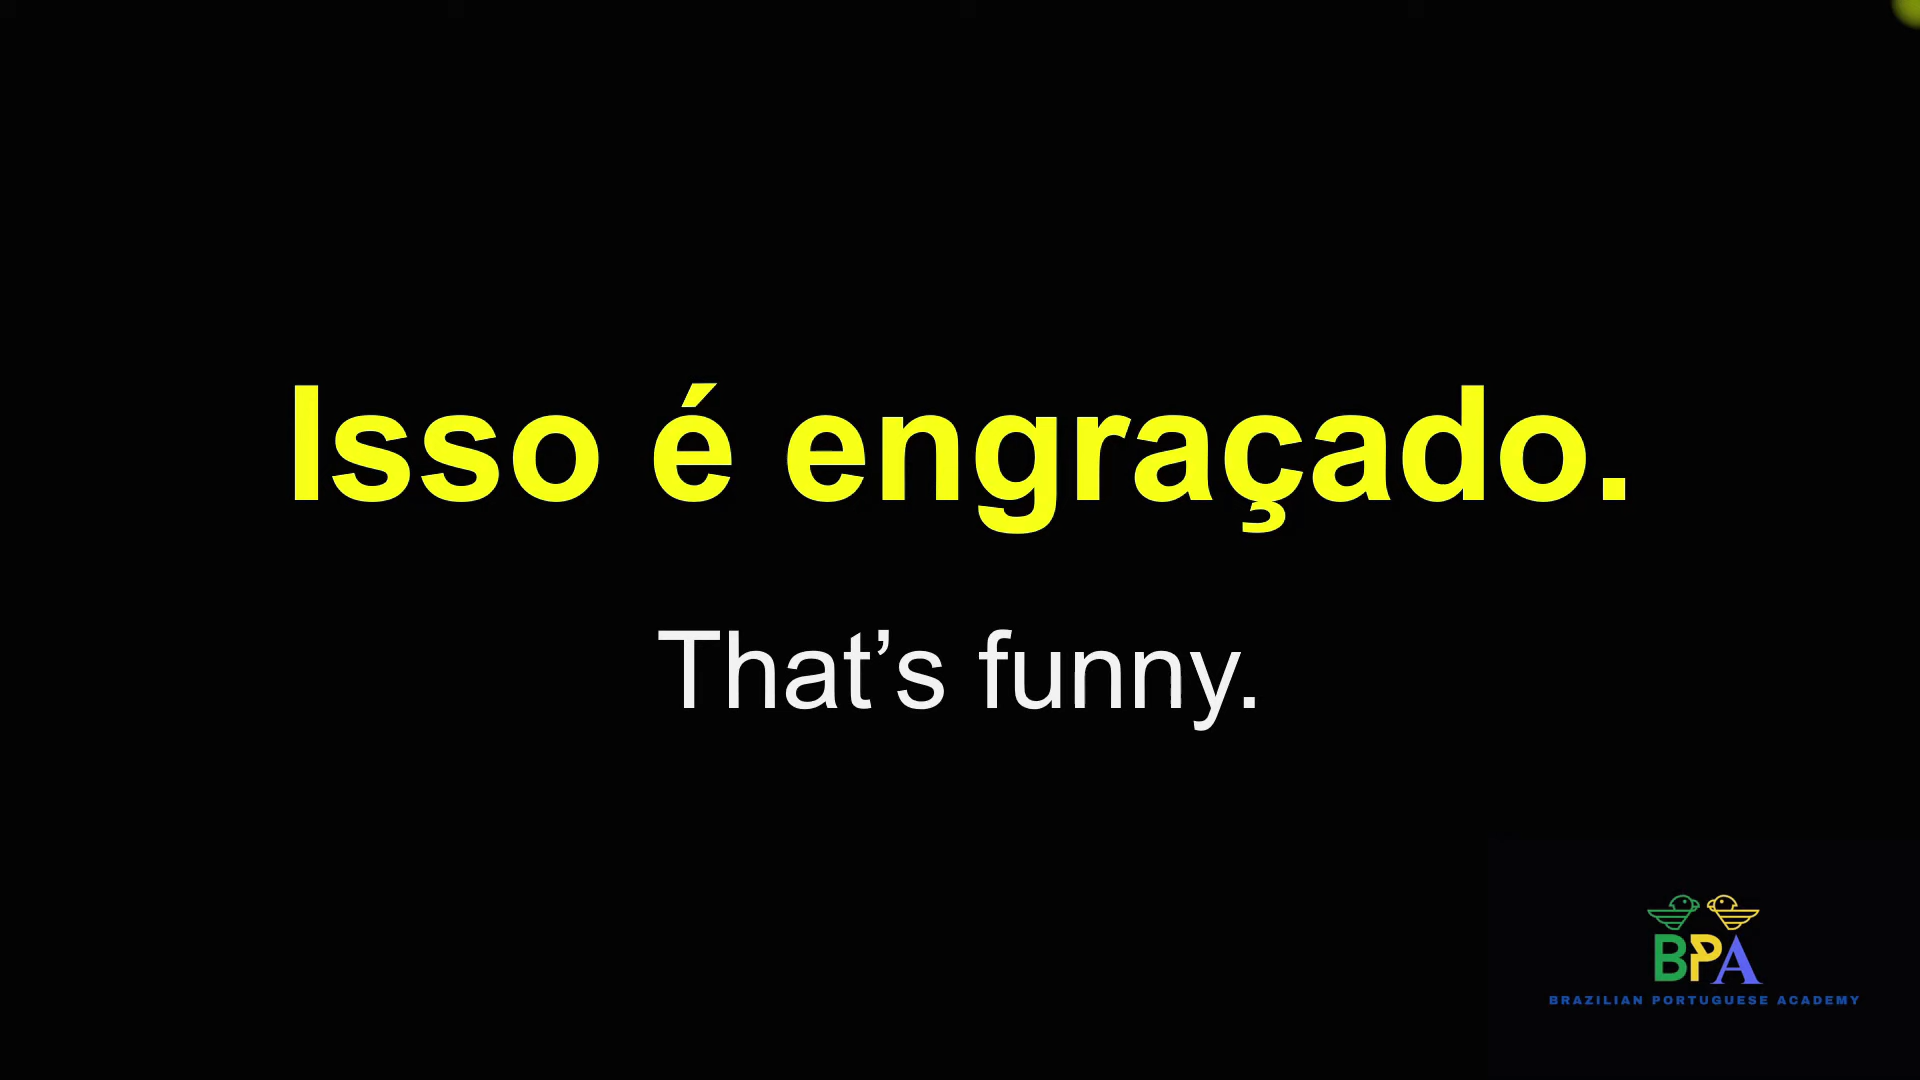 Isso é engraçado.
That’s funny.
BPA
BRAZILIAN PORTUGUESE ACADEMY